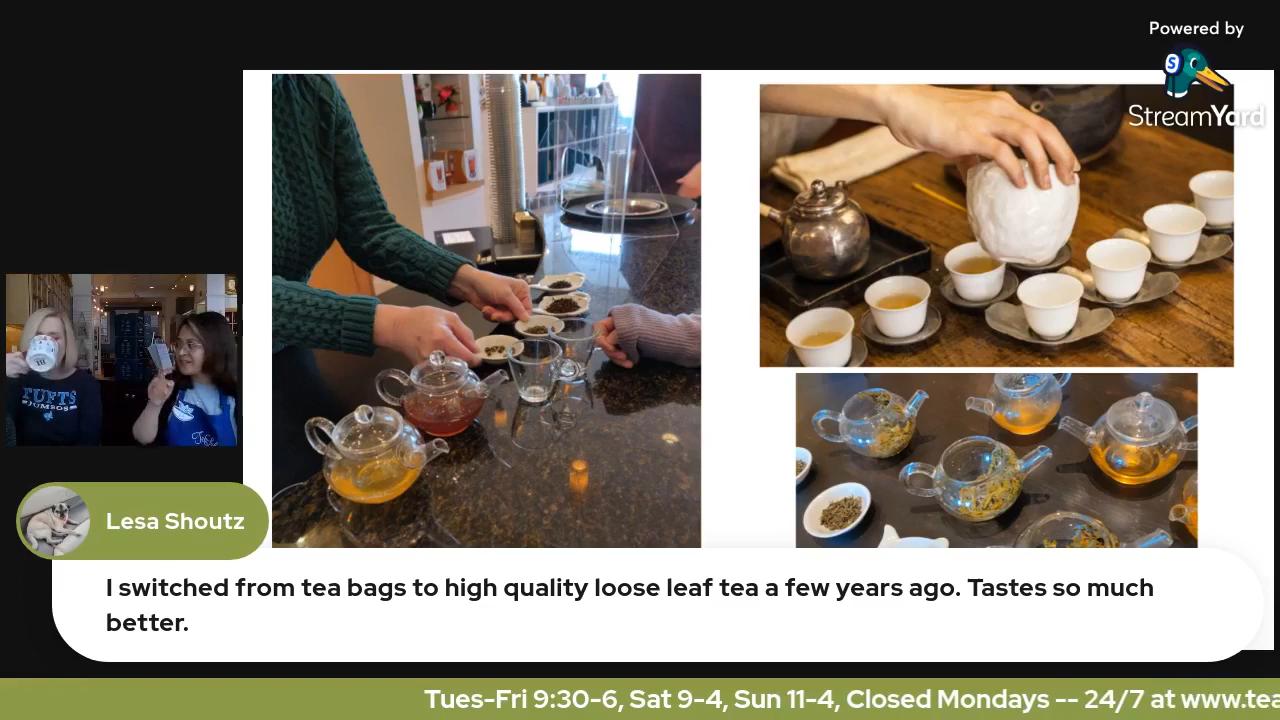 Powered by
StreamYard
TUFTS
JUMBOS
Lesa Shoutz
I switched from tea bags to high quality loose leaf tea a few years ago. Tastes so much
better.
Tues-Fri 9:30-6, Sat 9-4, Sun 11-4, Closed Mondays -- 24/7 at www.tea